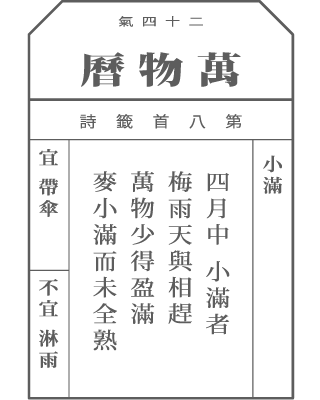 二十四氣
萬物曆
第八首籤詩
小滿
四月中 小滿者
梅雨天與相趕
萬物少得盈滿
麥小滿而未全熟
宜 帶傘
不宜 淋雨